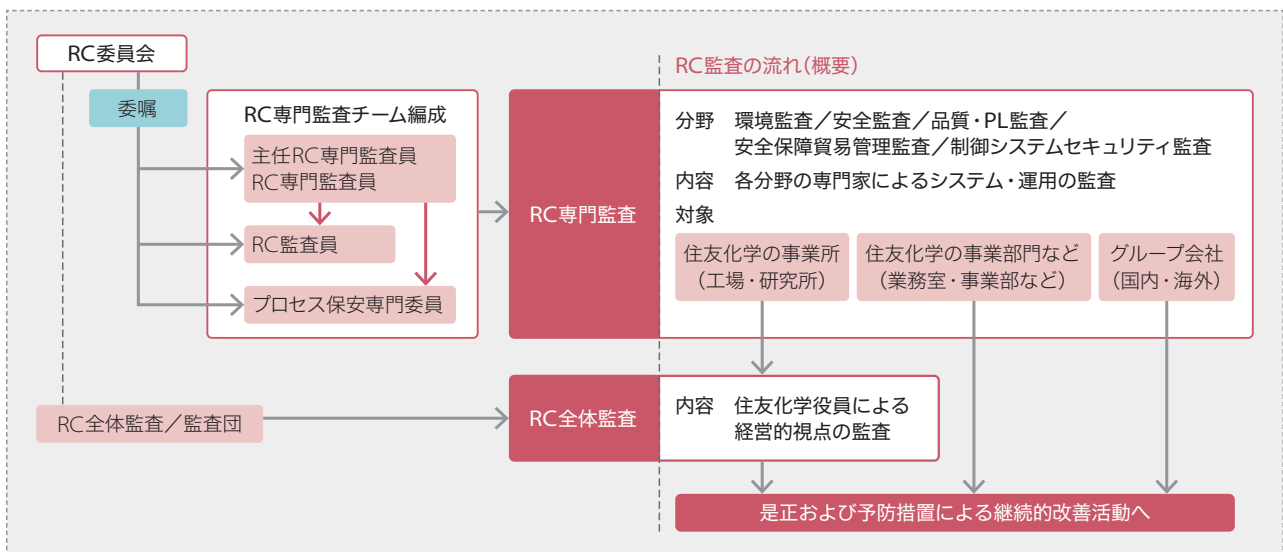 RC委員会
委嘱
RC専門監査チーム編成
主任RC専門監査員
RC専門監査員
RC監査員
プロセス保安専門委員
RC全体監査／監査団
RC監査の流れ（概要）
RC専門監査
分野 環境監査／安全監査／品質・PL監査／
安全保障貿易管理監査／制御システムセキュリティ監査
内容 各分野の専門家によるシステム・運用の監査
対象
住友化学の事業所
（工場・研究所）
住友化学の事業部門など
（業務室・事業部など）
グループ会社
（国内・海外）
RC全体監査
内容 住友化学役員による
経営的視点の監査
是正および予防措置による継続的改善活動へ